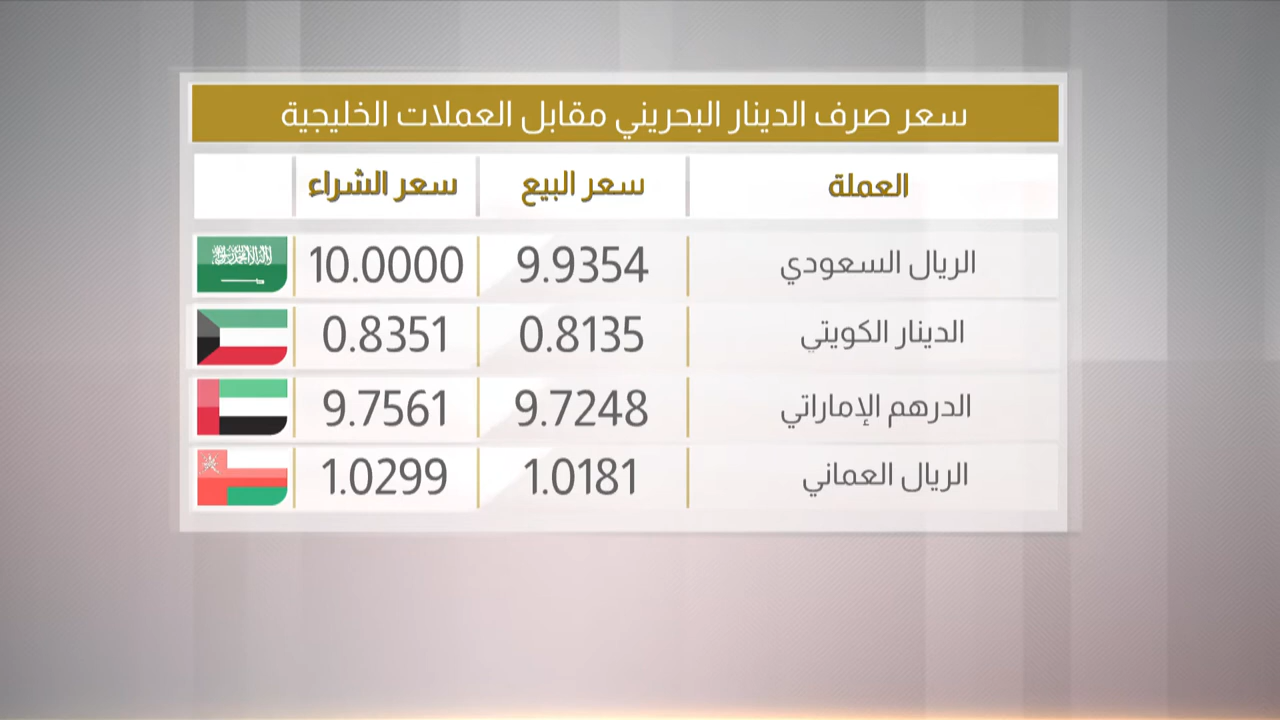 سعر صرف الدينار البحريني مقابل العملات الخليجية
العملة سعر البيع سعر الشراء
الريال السعودي 9.9354 10.0000
الدينار الكويتي 0.8135 0.8351
الدرهم الإماراتي 9.7248 9.7561
الريال العماني 1.0181 1.0299